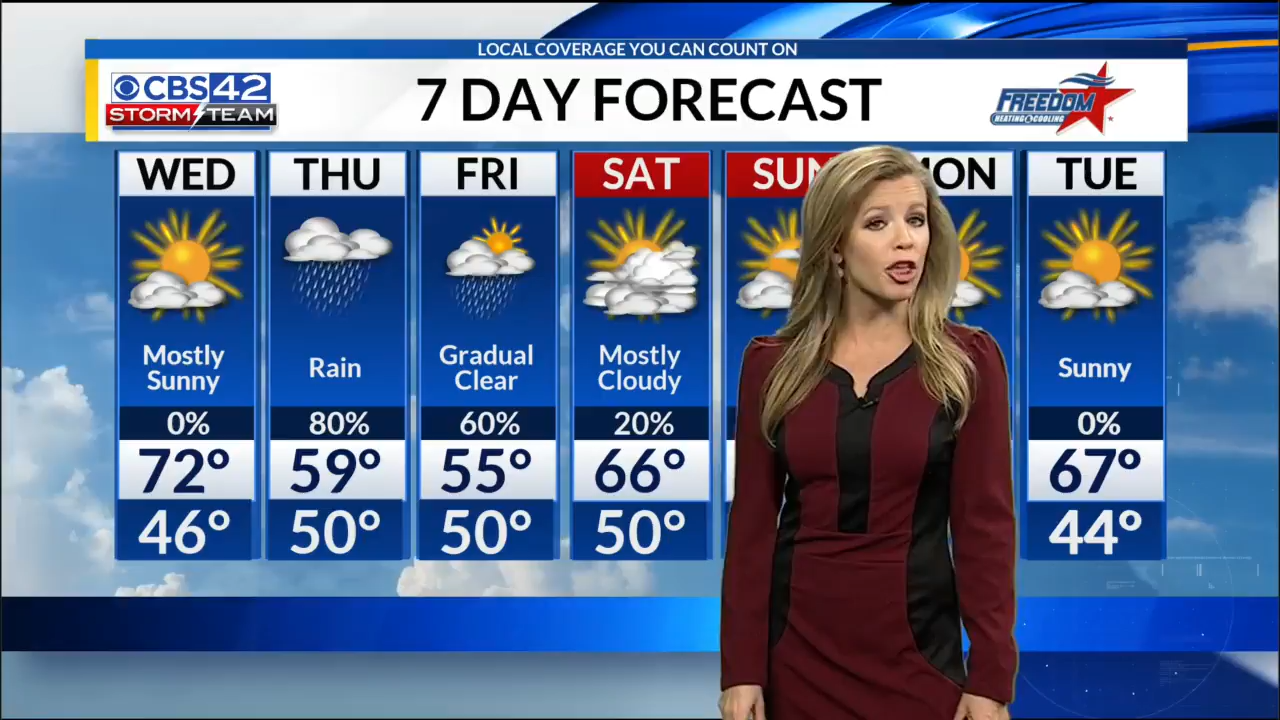 LOCAL COVERAGE YOU CAN COUNT ON
CBS 42
STORM TEAM
7 DAY FORECAST
FREEDOM
HEATING & COOLING
WED THU FRI SAT SUN MON TUE
Mostly Sunny
Rain
Gradual Clear
Mostly Cloudy
Sunny
0% 80% 60% 20% 0%
72° 59° 55° 66° 67°
46° 50° 50° 50° 44°